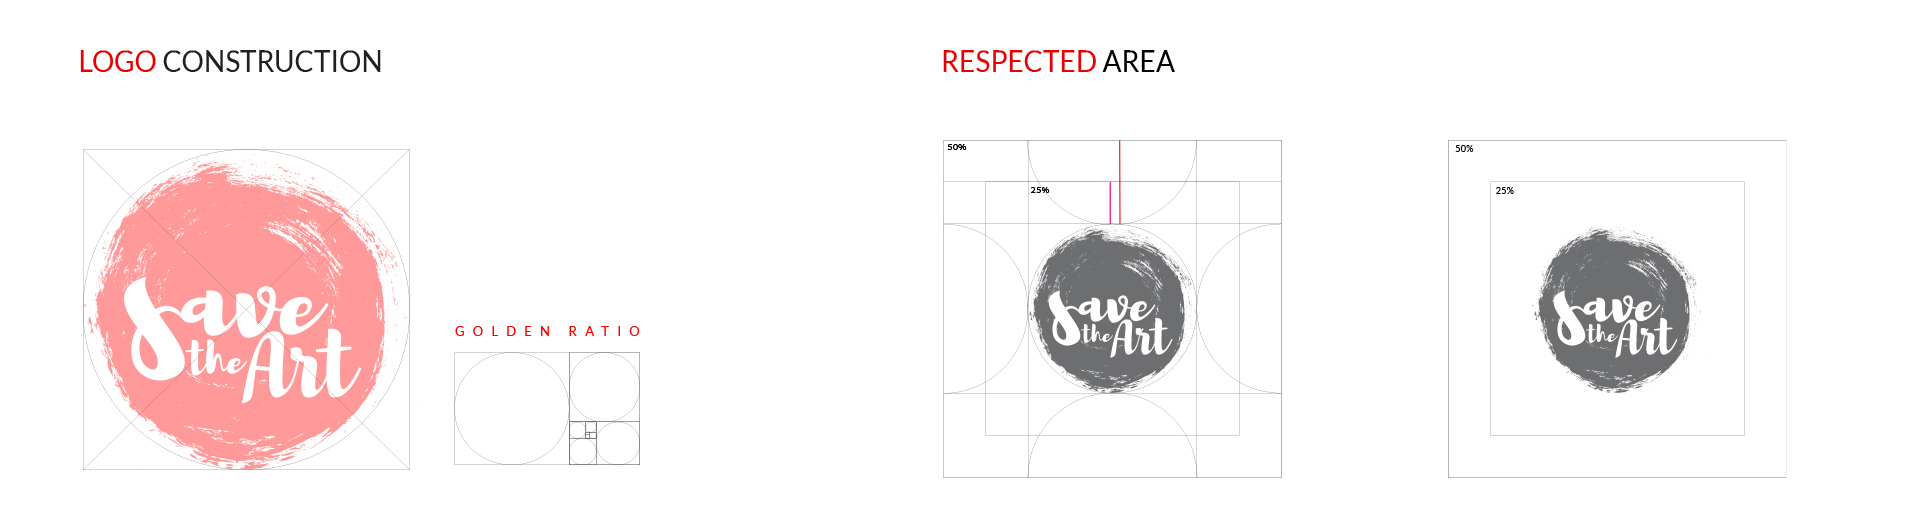 LOGO CONSTRUCTION
Save
the Art
GOLDEN RATIO
RESPECTED AREA
50%
25%
Save
the Art
50%
25%
Save
the Art